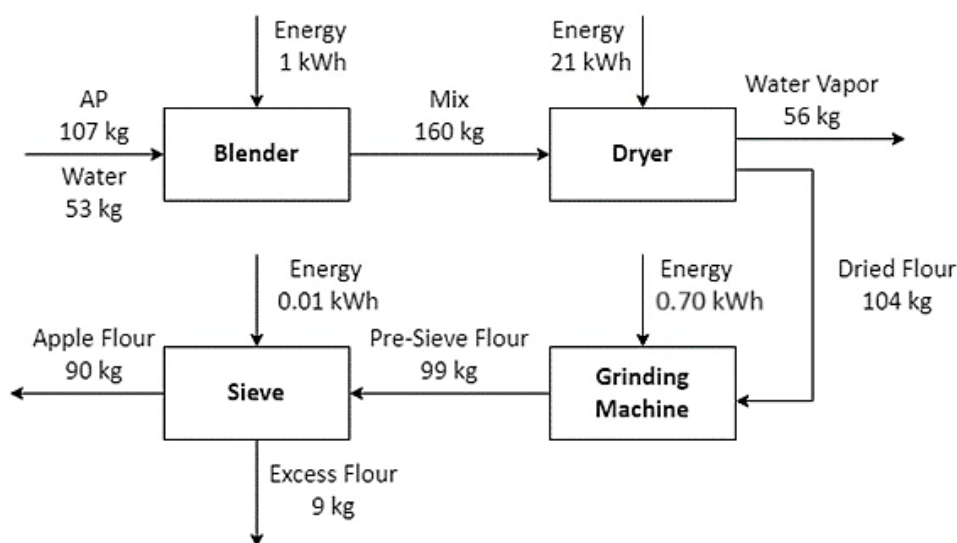 Energy
1 kWh
Energy
21 kWh
AP
107 kg
Water
53 kg
Blender
Mix
160 kg
Dryer
Water Vapor
56 kg
Dried Flour
104 kg
Energy
0.01 kWh
Energy
0.70 kWh
Apple Flour
90 kg
Sieve
Pre-Sieve Flour
99 kg
Grinding
Machine
Excess Flour
9 kg